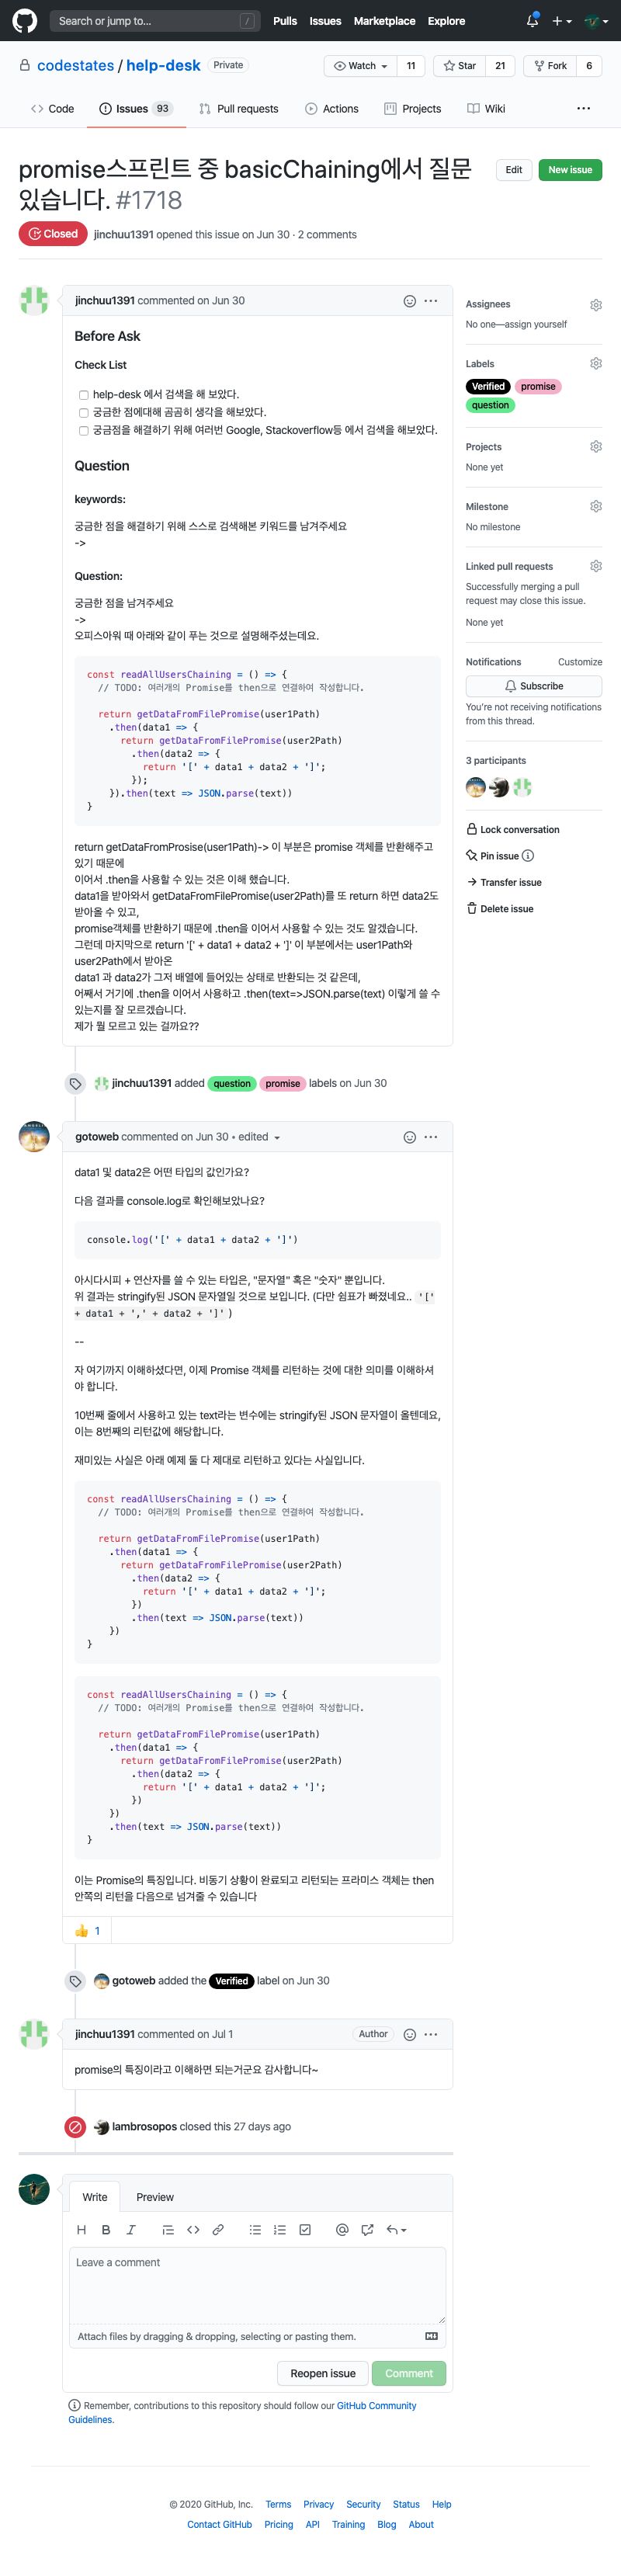 Search or jump to... /
Pulls Issues Marketplace Explore
codestates / help-desk Private
Watch 11 Star 21 Fork 6
Code Issues 93 Pull requests Actions Projects Wiki
promise스프린트 중 basicChaining에서 질문
있습니다. #1718
Edit New issue
Closed jinchuu1391 opened this issue on Jun 30 · 2 comments
jinchuu1391 commented on Jun 30
Before Ask
Check List
help-desk 에서 검색을 해 보았다.
궁금한 점에대해 곰곰히 생각을 해보았다.
궁금점을 해결하기 위해 여러번 Google, Stackoverflow등 에서 검색을 해보았다.
Question
keywords:
궁금한 점을 해결하기 위해 스스로 검색해본 키워드를 남겨주세요
->
Question:
궁금한 점을 남겨주세요
->
오피스아워 때 아래와 같이 푸는 것으로 설명해주셨는데요.
const readAllUsersChaining = () => {
// TODO: 여러개의 Promise를 then으로 연결하여 작성합니다.
return getDataFromFilePromise(user1Path)
.then(data1 => {
return getDataFromFilePromise(user2Path)
.then(data2 => {
return '[' + data1 + data2 + ']';
});
}).then(text => JSON.parse(text))
}
return getDataFromProsise(user1Path)-> 이 부분은 promise 객체를 반환해주고
있기 때문에
이어서 .then을 사용할 수 있는 것은 이해 했습니다.
data1을 받아와서 getDataFromFilePromise(user2Path)를 또 return 하면 data2도
받아올 수 있고,
promise객체를 반환하기 때문에 .then을 이어서 사용할 수 있는 것도 알겠습니다.
그런데 마지막으로 return '[' + data1 + data2 + ']' 이 부분에서는 user1Path와
user2Path에서 받아온
data1 과 data2가 그저 배열에 들어있는 상태로 반환되는 것 같은데,
어째서 거기에 .then을 이어서 사용하고 .then(text=>JSON.parse(text) 이렇게 쓸 수
있는지를 잘 모르겠습니다.
제가 뭘 모르고 있는 걸까요??
Assignees
No one—assign yourself
Labels
Verified promise
question
Projects
None yet
Milestone
No milestone
Linked pull requests
Successfully merging a pull
request may close this issue.
None yet
Notifications Customize
Subscribe
You're not receiving notifications
from this thread.
3 participants
Lock conversation
Pin issue
Transfer issue
Delete issue
jinchuu1391 added question promise labels on Jun 30
gotoweb commented on Jun 30 • edited
data1 및 data2은 어떤 타입의 값인가요?
다음 결과를 console.log로 확인해보았나요?
console.log('[' + data1 + data2 + ']')
아시다시피 + 연산자를 쓸 수 있는 타입은, "문자열" 혹은 "숫자" 뿐입니다.
위 결과는 stringify된 JSON 문자열일 것으로 보입니다. (다만 쉼표가 빠졌네요.. '['
+ data1 + ',' + data2 + ']' )
--
자 여기까지 이해하셨다면, 이제 Promise 객체를 리턴하는 것에 대한 의미를 이해하셔
야 합니다.
10번째 줄에서 사용하고 있는 text라는 변수에는 stringify된 JSON 문자열이 올텐데요,
이는 8번째의 리턴값에 해당합니다.
재미있는 사실은 아래 예제 둘 다 제대로 리턴하고 있다는 사실입니다.
const readAllUsersChaining = () => {
// TODO: 여러개의 Promise를 then으로 연결하여 작성합니다.
return getDataFromFilePromise(user1Path)
.then(data1 => {
return getDataFromFilePromise(user2Path)
.then(data2 => {
return '[' + data1 + data2 + ']';
})
.then(text => JSON.parse(text))
})
}
const readAllUsersChaining = () => {
// TODO: 여러개의 Promise를 then으로 연결하여 작성합니다.
return getDataFromFilePromise(user1Path)
.then(data1 => {
return getDataFromFilePromise(user2Path)
.then(data2 => {
return '[' + data1 + data2 + ']';
})
})
.then(text => JSON.parse(text))
}
이는 Promise의 특징입니다. 비동기 상황이 완료되고 리턴되는 프라미스 객체는 then
안쪽의 리턴을 다음으로 넘겨줄 수 있습니다
👍 1
gotoweb added the Verified label on Jun 30
jinchuu1391 commented on Jul 1 Author
promise의 특징이라고 이해하면 되는거군요 감사합니다~
lambrosopos closed this 27 days ago
Write Preview
Leave a comment
Attach files by dragging & dropping, selecting or pasting them.
Reopen issue Comment
Remember, contributions to this repository should follow our GitHub Community
Guidelines.
© 2020 GitHub, Inc. Terms Privacy Security Status Help
Contact GitHub Pricing API Training Blog About